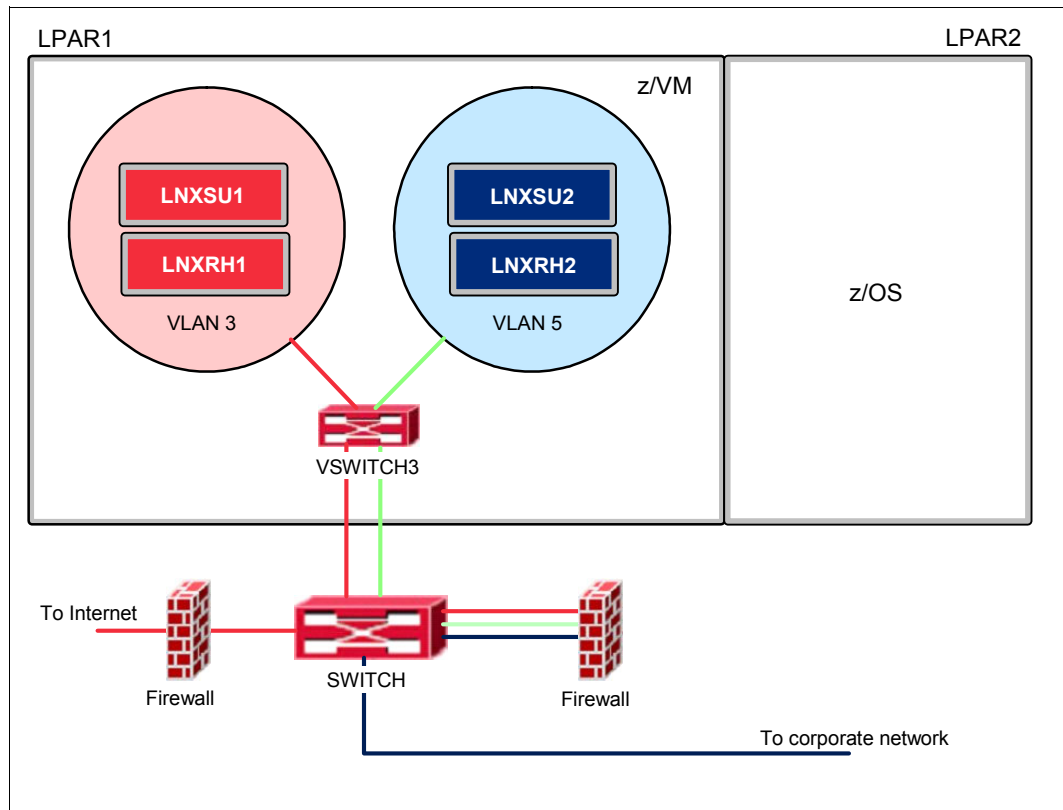 LPAR1
LPAR2
z/VM
LNXSU1
LNXRH1
VLAN 3
LNXSU2
LNXRH2
VLAN 5
z/OS
VSWITCH3
To Internet
Firewall
SWITCH
Firewall
To corporate network